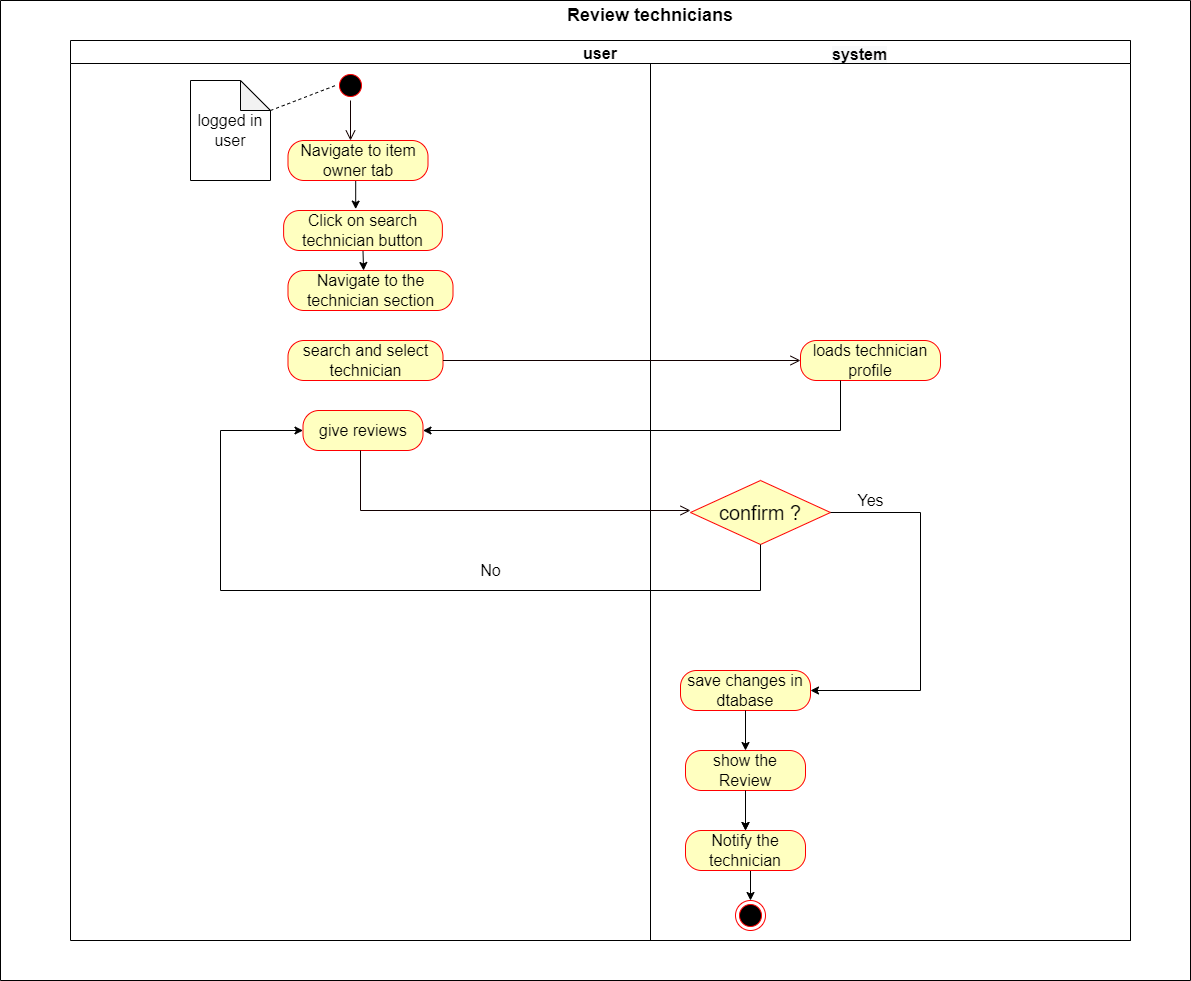 Review technicians
user
system
logged in
user
Navigate to item
owner tab
Click on search
technician button
Navigate to the
technician section
search and select
technician
loads technician
profile
give reviews
confirm ?
Yes
No
save changes in
dtabase
show the
Review
Notify the
technician